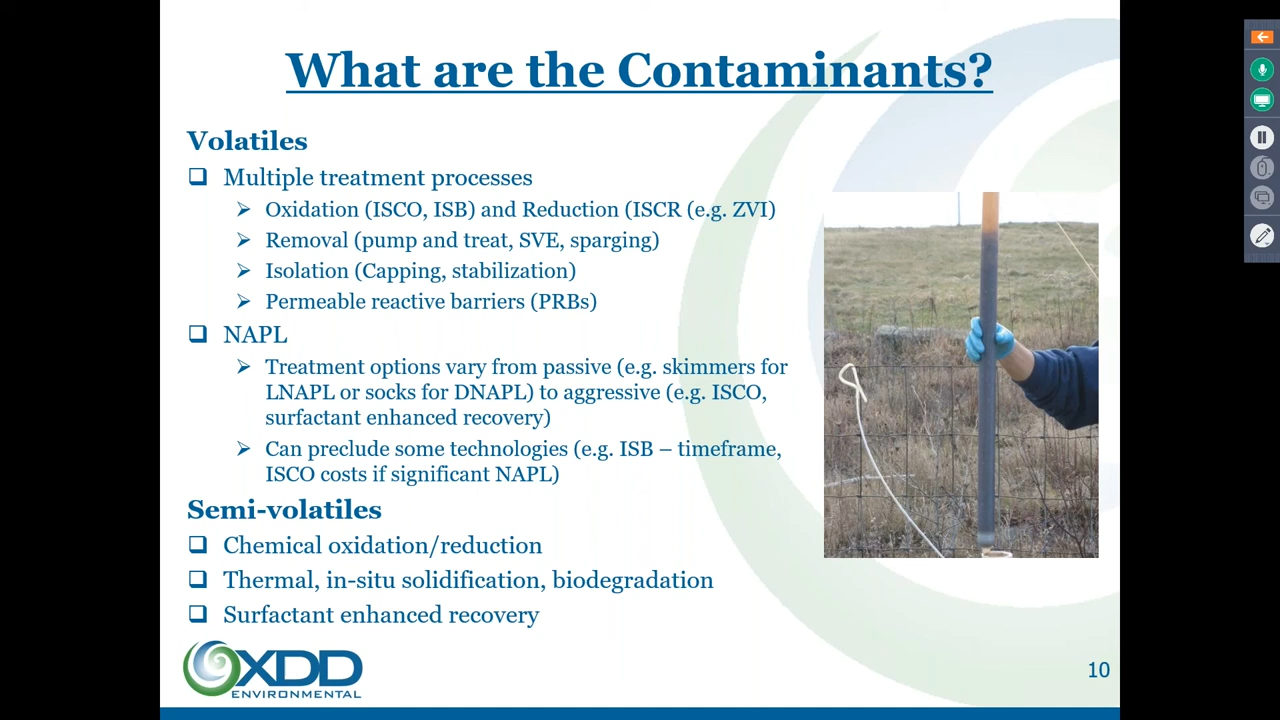 What are the Contaminants?
Volatiles
Multiple treatment processes
Oxidation (ISCO, ISB) and Reduction (ISCR (e.g. ZVI)
Removal (pump and treat, SVE, sparging)
Isolation (Capping, stabilization)
Permeable reactive barriers (PRBs)
NAPL
Treatment options vary from passive (e.g. skimmers for
LNAPL or socks for DNAPL) to aggressive (e.g. ISCO,
surfactant enhanced recovery)
Can preclude some technologies (e.g. ISB – timeframe,
ISCO costs if significant NAPL)
Semi-volatiles
Chemical oxidation/reduction
Thermal, in-situ solidification, biodegradation
Surfactant enhanced recovery
XDD
ENVIRONMENTAL
10